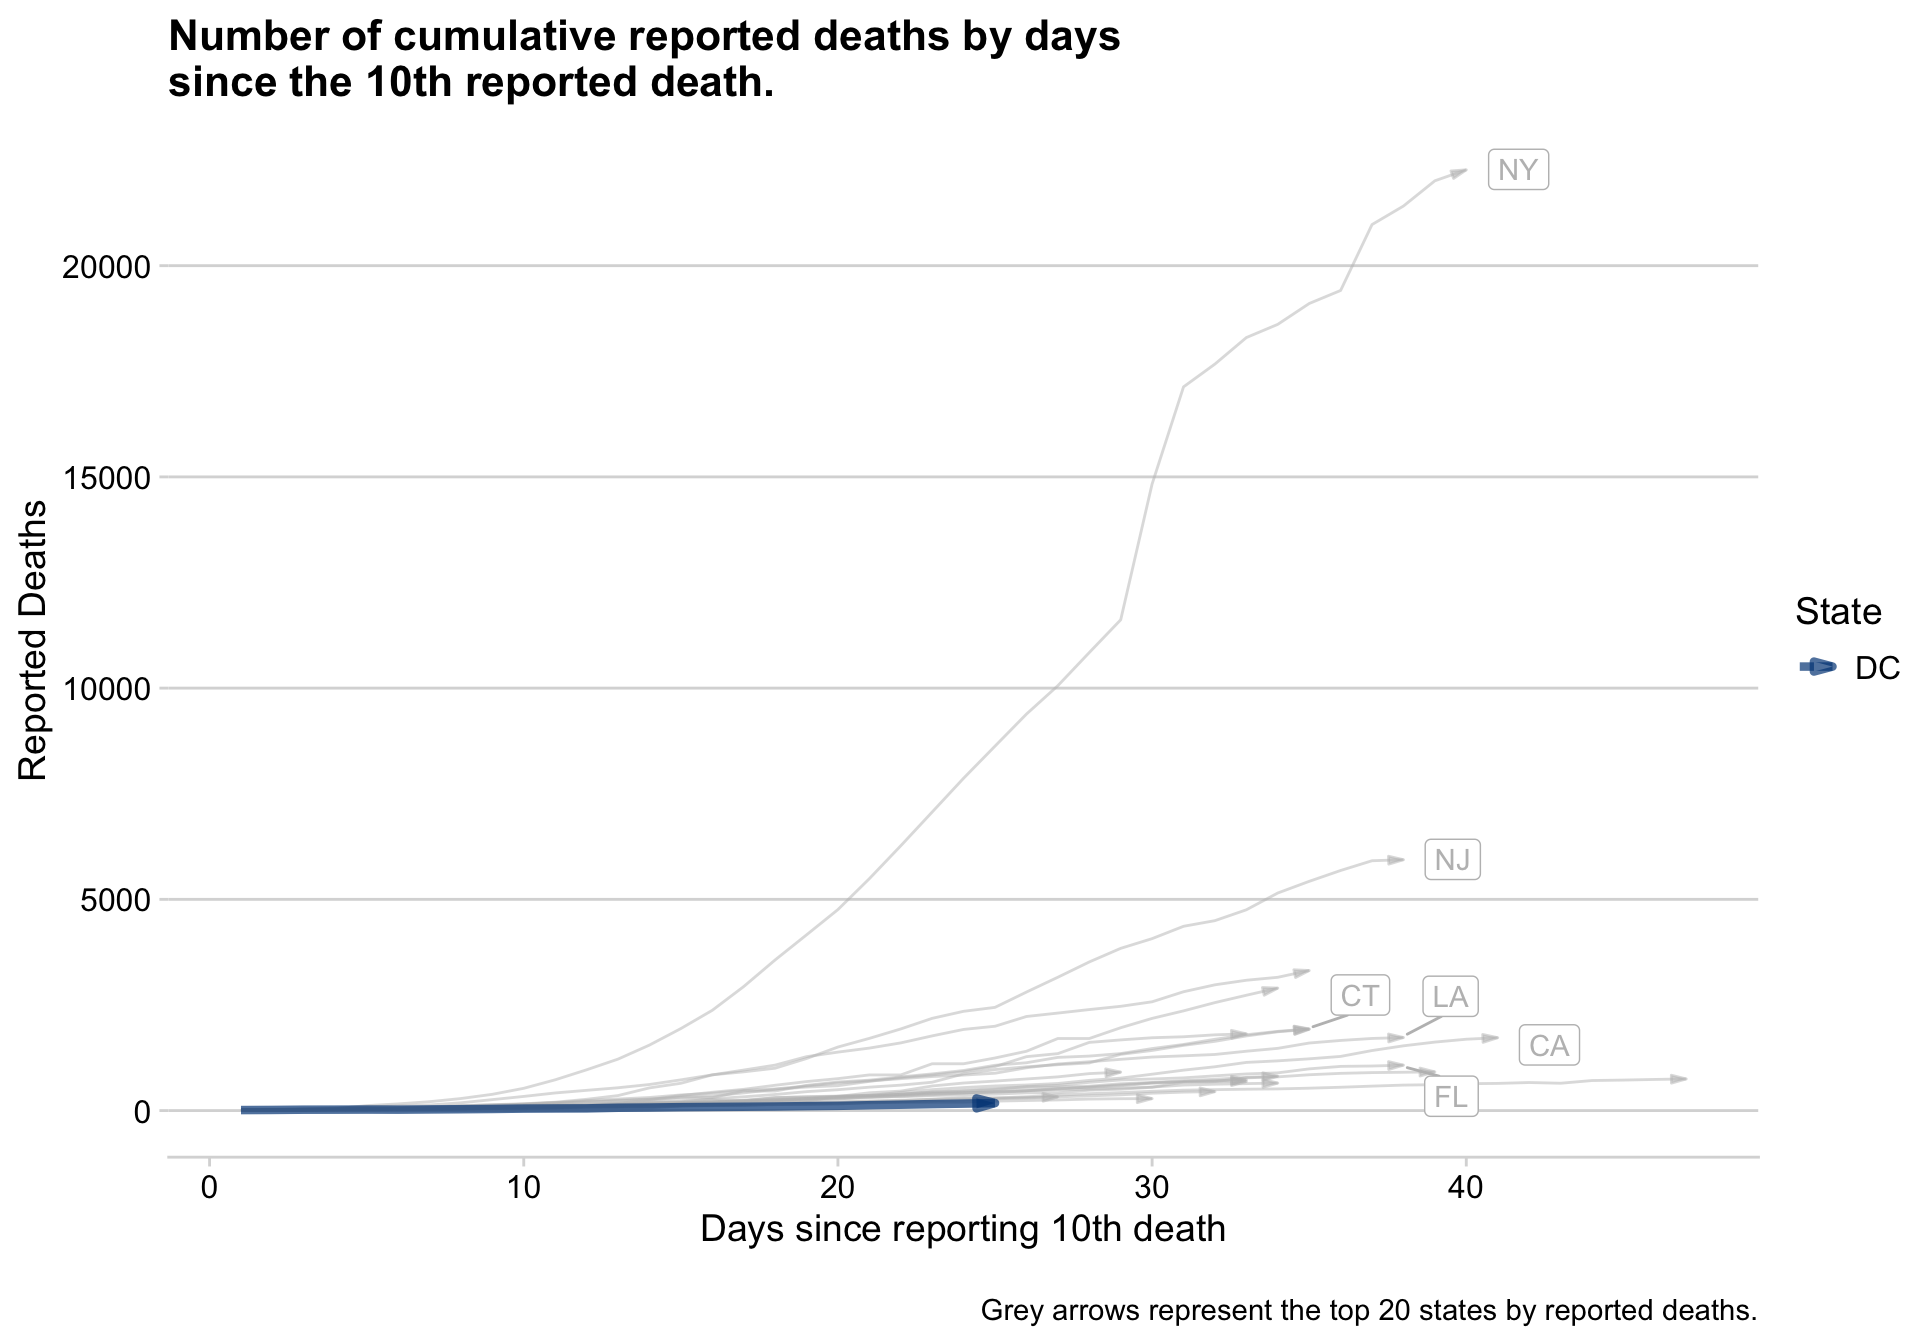 Number of cumulative reported deaths by days
since the 10th reported death.
NY
20000
15000
Reported Deaths
State
DC
10000
NJ
5000
CT
LA
CA
FL
0
0
10
20
30
40
Days since reporting 10th death
Grey arrows represent the top 20 states by reported deaths.